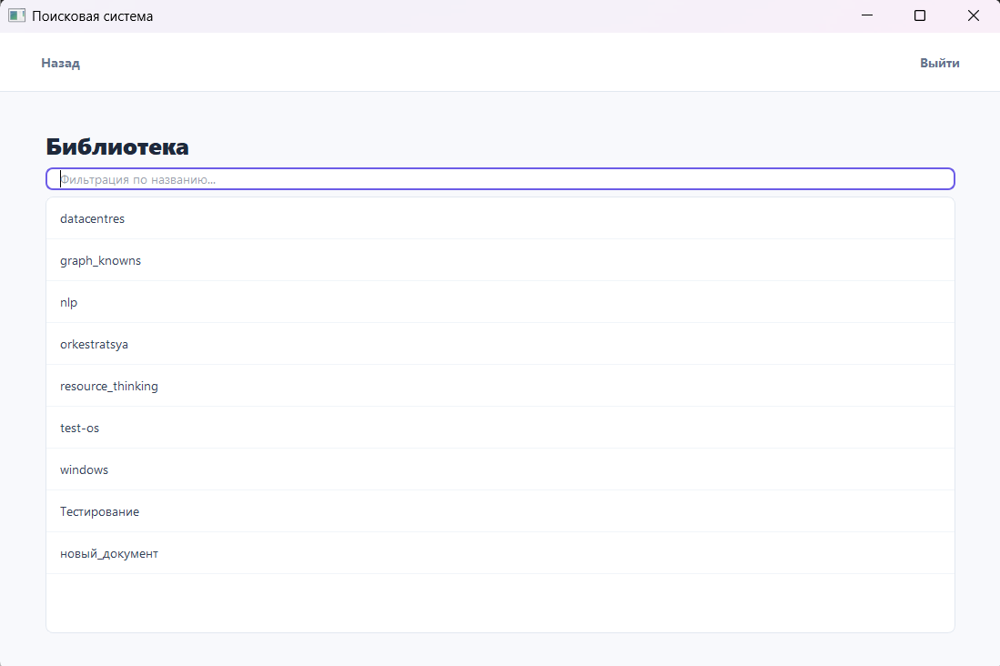 Поисковая система
Назад
Выйти
Библиотека
Фильтрация по названию...
datacentres
graph_knowns
nlp
orkestratsya
resource_thinking
test-os
windows
Тестирование
новый_документ